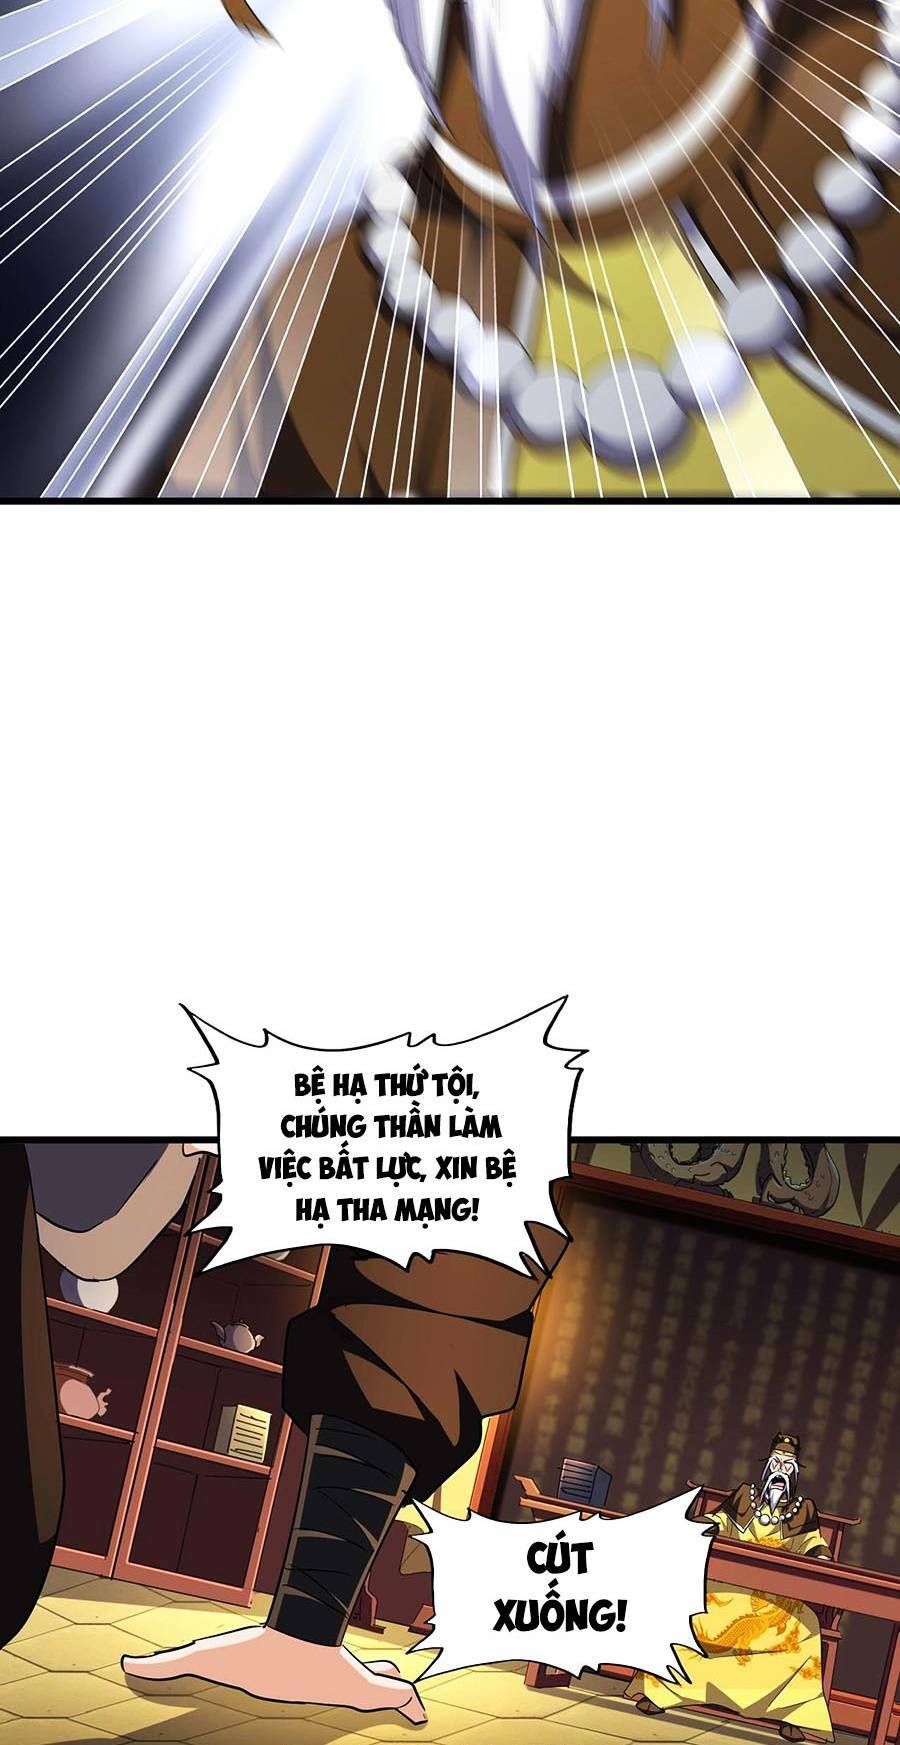 BỆ HẠ THỨ TỘI,
CHÚNG THẦN LÀM
VIỆC BẤT LỰC, XIN BỆ
HẠ THA MẠNG!
CÚT
XUỐNG!